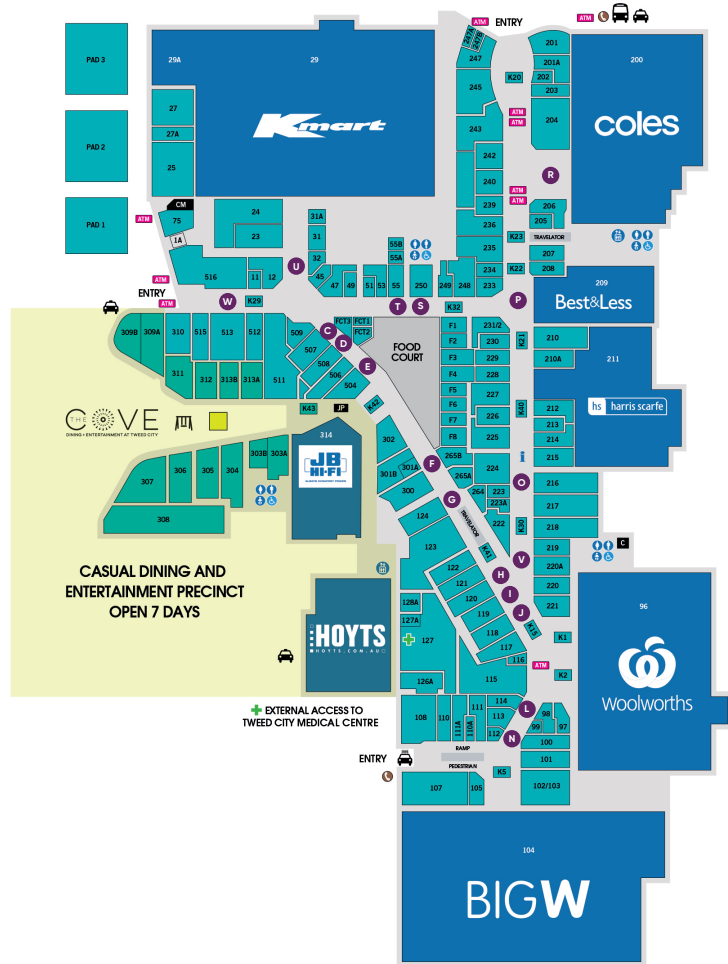 ATM ENTRY
ATM
247A
247B
247
201
201A
K20
202
203
204
245
ATM
ATM
243
242
240
239
236
235
234
233
R
ATM
ATM
206
205
K23
TRAVELATOR
207
K22
208
200
coles
PAD 3
PAD 2
PAD 1
29A
29
Kmart
27
27A
25
CM
ATM
75
1A
24
23
31A
31
32
U
516
11
12
45
47
49
51
53
55B
55A
55
250
249
248
ATM
ENTRY
ATM
W
K29
T
S
K32
P
209
Best&Less
309B
309A
310
515
513
512
509
FCT3
FCT1
FCT2
C
D
E
507
508
506
504
311
312
313B
313A
511
FOOD
COURT
F1
F2
F3
F4
F5
F6
F7
F8
231/2
230
229
228
227
226
225
K21
K40
210
210A
211
hs harris scarfe
212
213
214
215
THE
COVE
DINING + ENTERTAINMENT AT TWEED CITY
K43
JP
K42
314
JB
HI-FI
302
301A
301B
300
F
G
265B
265A
264
224
223
223A
222
i
O
216
217
218
K30
303B
303A
304
305
306
307
308
124
123
TRAVELATOR
K41
122
121
120
119
118
117
116
115
H
I
J
V
219
220A
220
221
C
K15
K1
K2
ATM
96
Woolworths
CASUAL DINING AND
ENTERTAINMENT PRECINCT
OPEN 7 DAYS
HOYTS
HOYTS.COM.AU
128A
127A
127
126A
EXTERNAL ACCESS TO
TWEED CITY MEDICAL CENTRE
108
110
111A
110A
111
114
113
112
L
N
98
99
97
100
101
102/103
ENTRY
RAMP
PEDESTRIAN
K5
107
105
104
BIGW